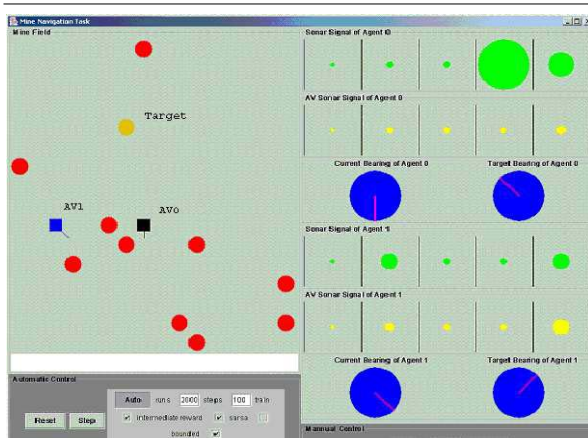 Mine Navigation Task
Mine Field
Target
AV1
AV0
Sonar Signal of Agent 0
AV Sonar Signal of Agent 0
Current Bearing of Agent 0
Target Bearing of Agent 0
Sonar Signal of Agent 1
AV Sonar Signal of Agent 1
Current Bearing of Agent 1
Target Bearing of Agent 1
Automatic Control
Auto runs 2000 steps 100 train
Reset Step intermediate reward sarsa
bounded
Mannual Control